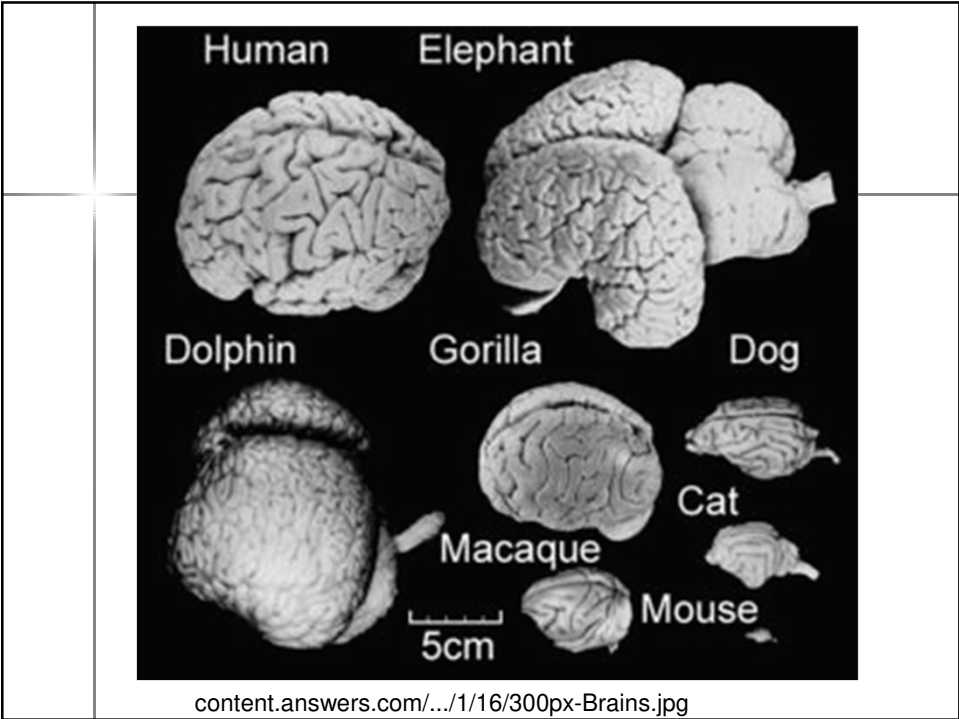 Human Elephant
Dolphin Gorilla Dog
Cat
Macaque
Mouse
5cm
content.answers.com/.../1/16/300px-Brains.jpg